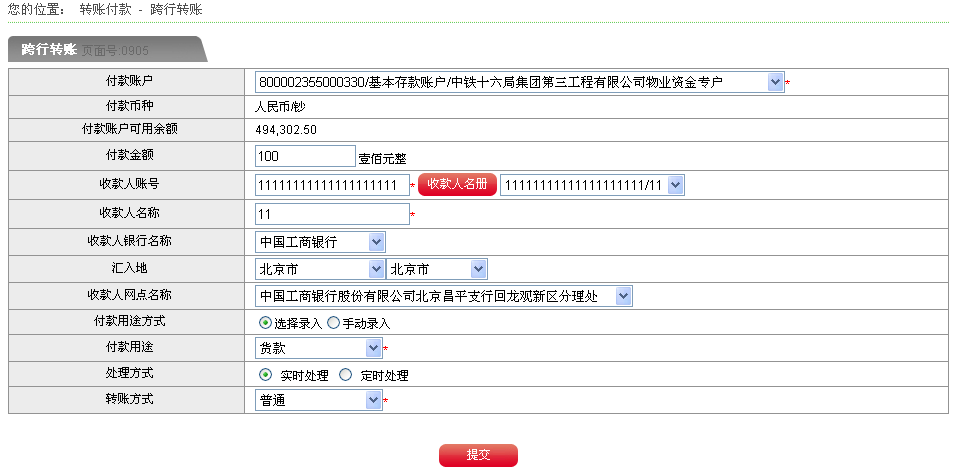 您的位置： 转账付款 - 跨行转账
跨行转账 页面号:0905
付款账户 800002355000330/基本存款账户/中铁十六局集团第三工程有限公司物业资金专户 *
付款币种 人民币/钞
付款账户可用余额 494,302.50
付款金额 100 壹佰元整
收款人账号 11111111111111111111 * 收款人名册 11111111111111111111/11
收款人名称 11 *
收款人银行名称 中国工商银行
汇入地 北京市 北京市
收款人网点名称 中国工商银行股份有限公司北京昌平支行回龙观新区分理处
付款用途方式 选择录入 手动录入
付款用途 货款 *
处理方式 实时处理 定时处理
转账方式 普通 *
提交